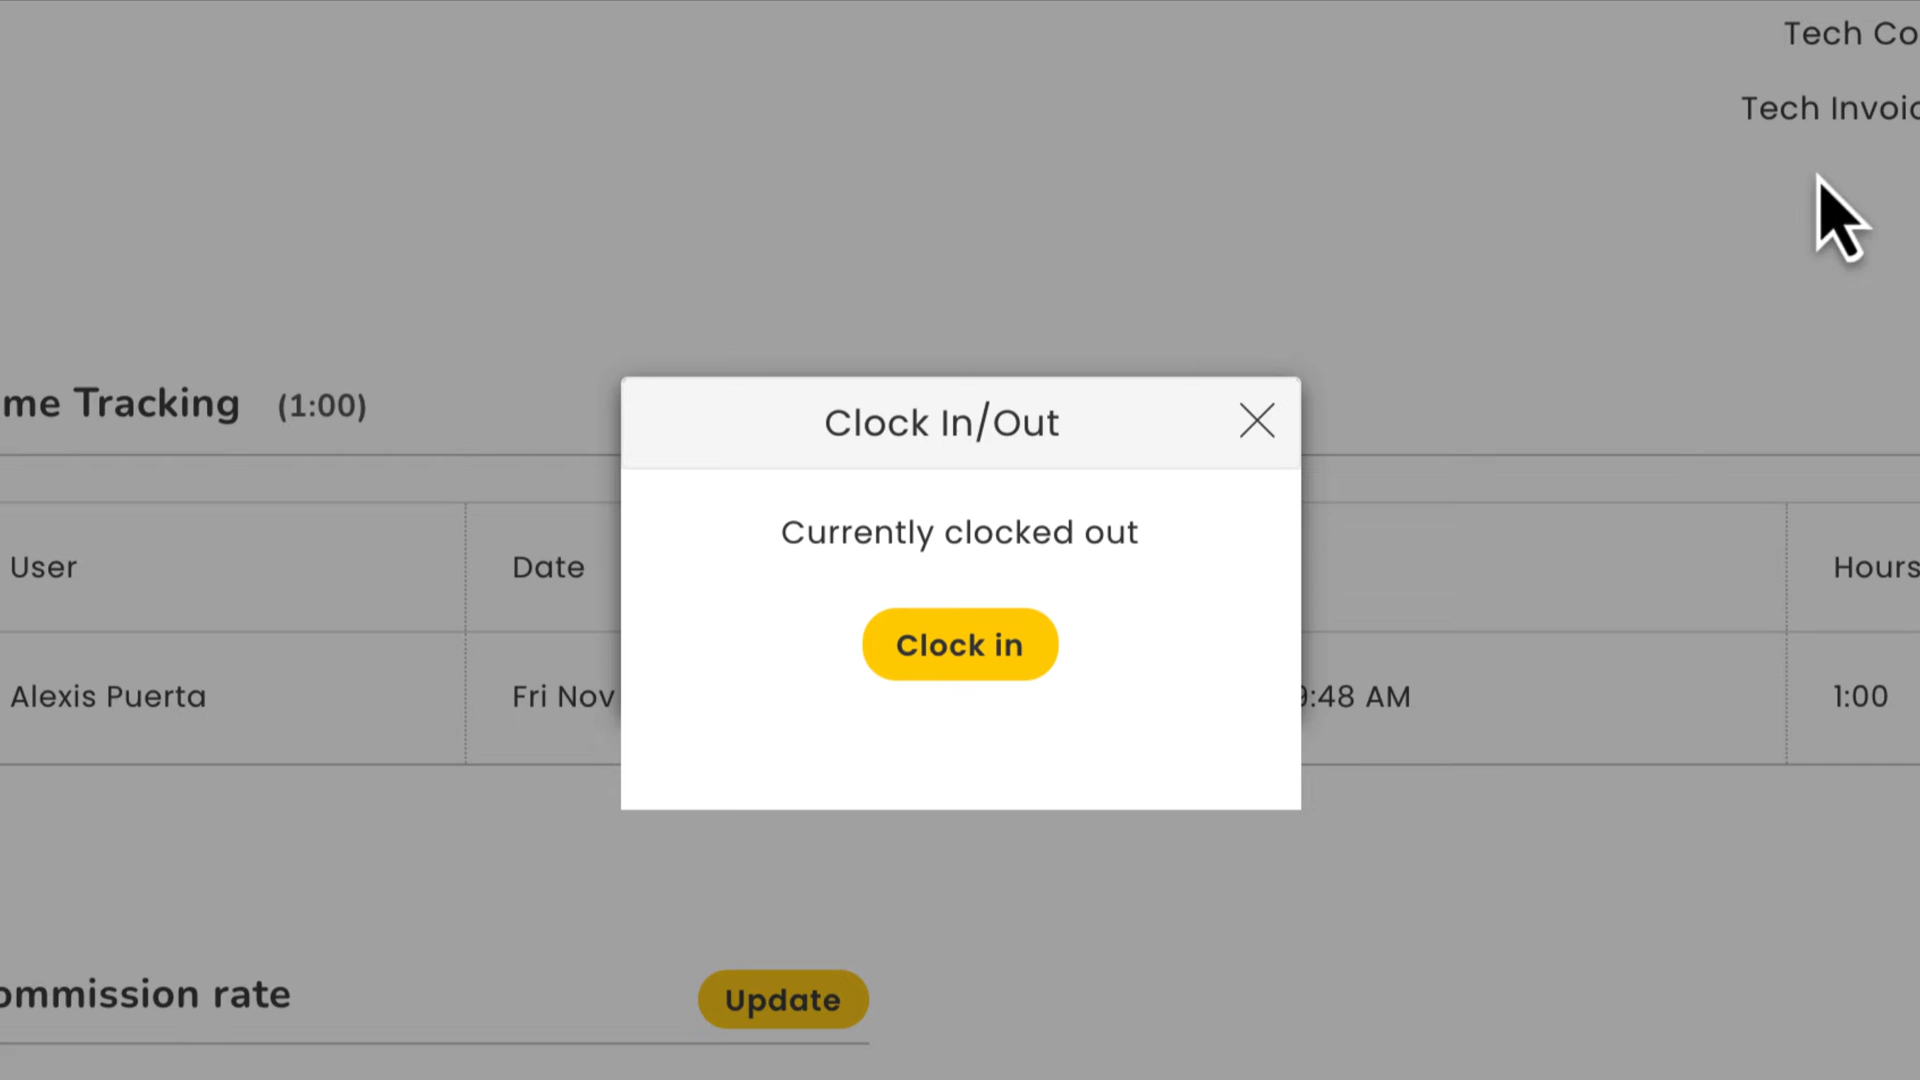 Tech Co
Tech Invoic
me Tracking (1:00)
Clock In/Out
Currently clocked out
User Date Hours
Clock in
Alexis Puerta Fri Nov 9:48 AM 1:00
ommission rate Update